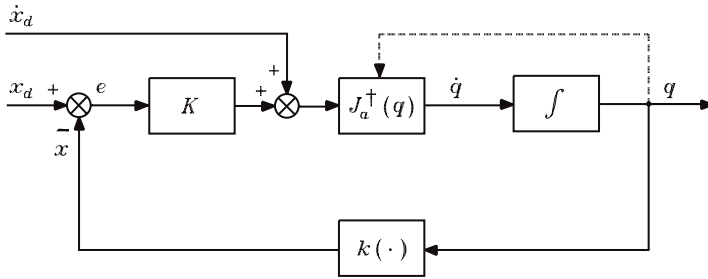 ẋ_d
+
x_d + e K + J_a^†(q) q̇ ∫ q
−
x
k(·)